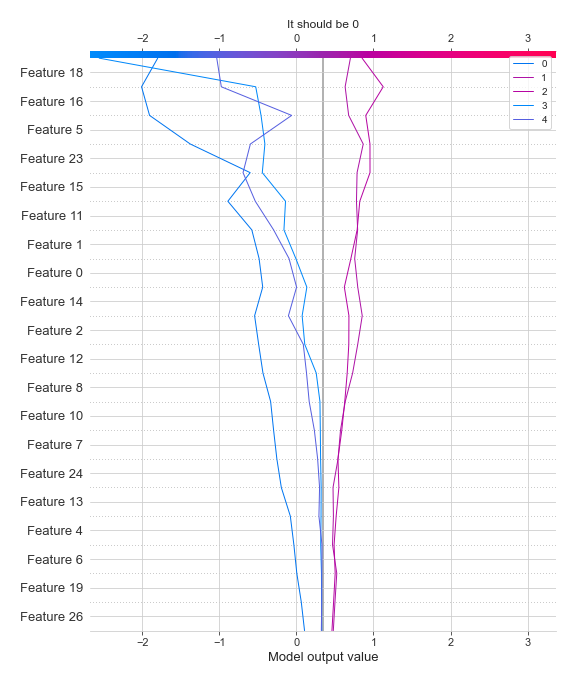 It should be 0
−2 −1 0 1 2 3
0
1
2
3
4
Feature 18
Feature 16
Feature 5
Feature 23
Feature 15
Feature 11
Feature 1
Feature 0
Feature 14
Feature 2
Feature 12
Feature 8
Feature 10
Feature 7
Feature 24
Feature 13
Feature 4
Feature 6
Feature 19
Feature 26
−2 −1 0 1 2 3
Model output value